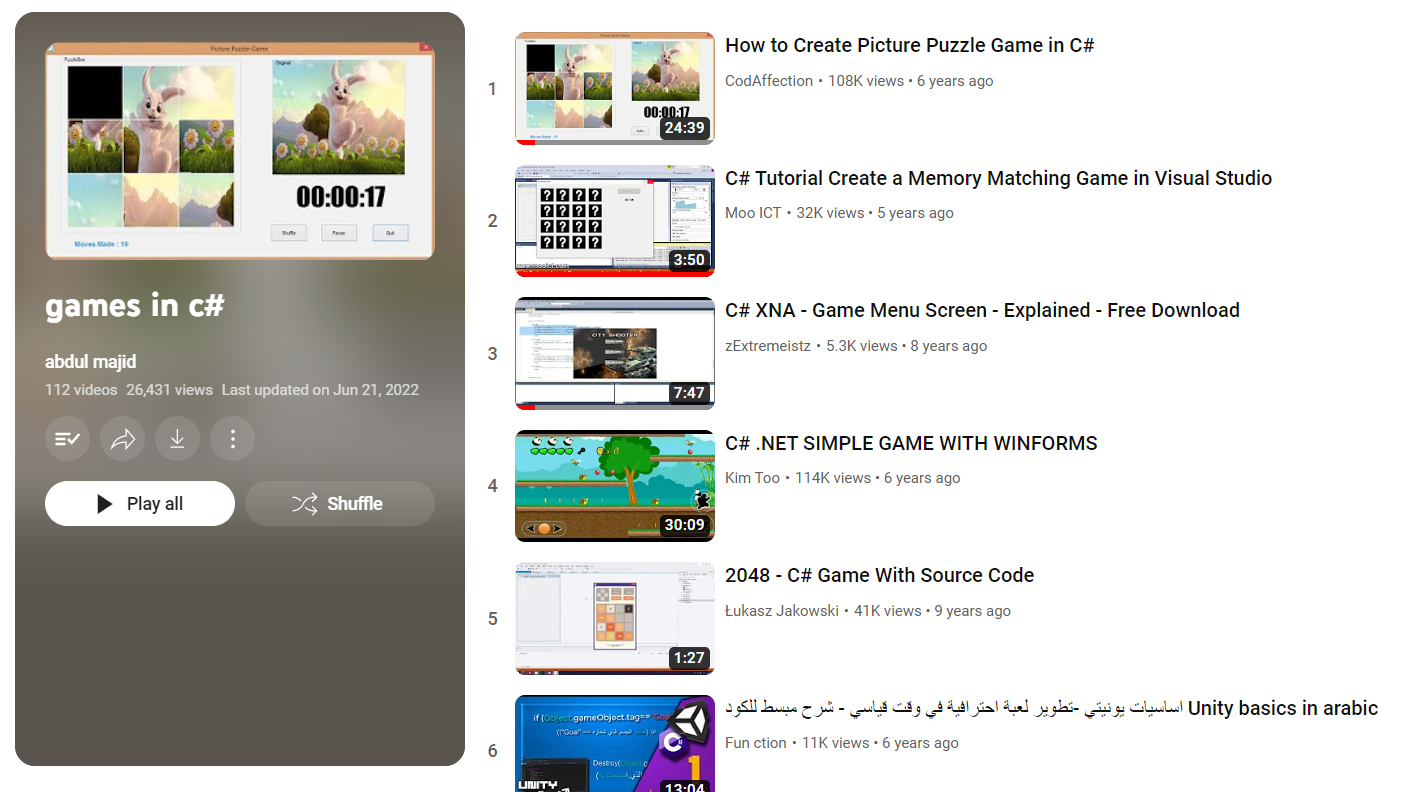 Picture Puzzle-Game
PuzzleBox
Original
00:00:17
Shuffle
Pause
Quit
Moves Made : 19
games in c#
abdul majid
112 videos 26,431 views Last updated on Jun 21, 2022
Play all
Shuffle
1
00:00:17
24:39
How to Create Picture Puzzle Game in C#
CodAffection • 108K views • 6 years ago
2
3:50
C# Tutorial Create a Memory Matching Game in Visual Studio
Moo ICT • 32K views • 5 years ago
3
CITY SHOOTER
7:47
C# XNA - Game Menu Screen - Explained - Free Download
zExtremeistz • 5.3K views • 8 years ago
4
30:09
C# .NET SIMPLE GAME WITH WINFORMS
Kim Too • 114K views • 6 years ago
5
1:27
2048 - C# Game With Source Code
Łukasz Jakowski • 41K views • 9 years ago
6
if (Object.gameObject.tag== "Goal
C#
1
Destroy(Object.g
UNITY
13:04
اساسيات يونيتي -تطوير لعبة احترافية في وقت قياسي - شرح مبسط للكود Unity basics in arabic
Fun ction • 11K views • 6 years ago